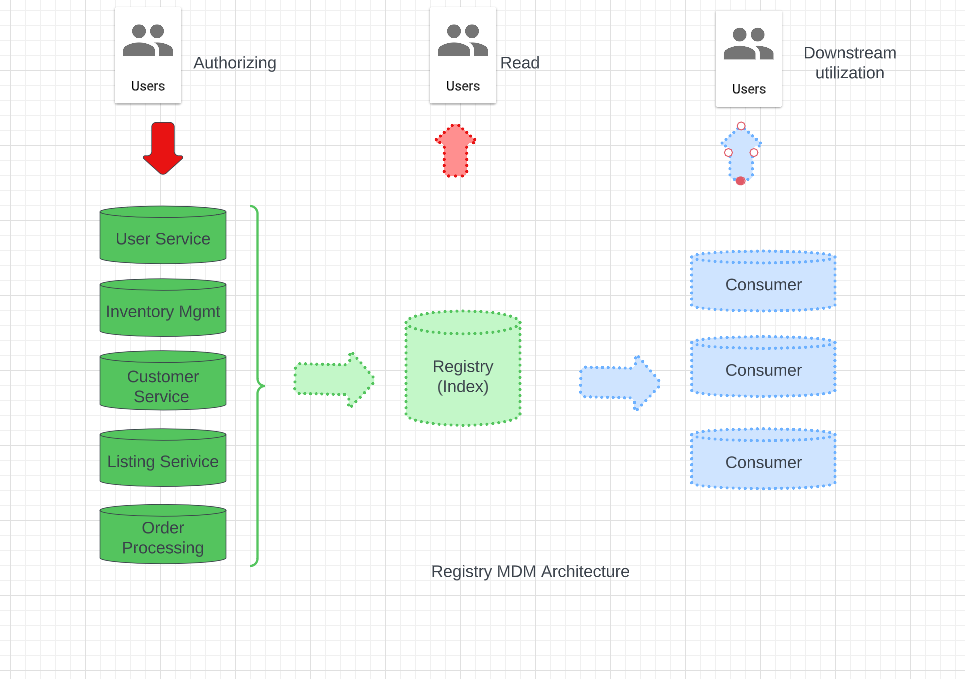 Users
Authorizing
Users
Read
Users
Downstream
utilization
User Service
Inventory Mgmt
Customer
Service
Listing Serivice
Order
Processing
Registry
(Index)
Consumer
Consumer
Consumer
Registry MDM Architecture